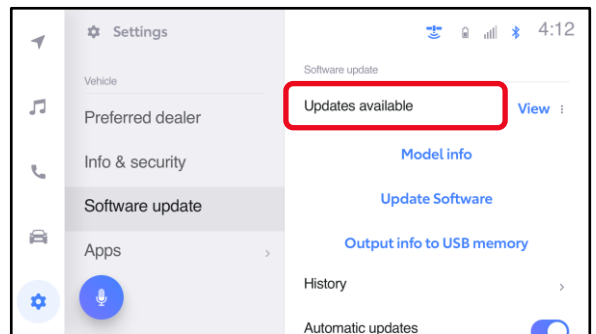 Settings
4:12
Vehicle
Preferred dealer
Info & security
Software update
Apps
Software update
Updates available
View
Model info
Update Software
Output info to USB memory
History
Automatic updates